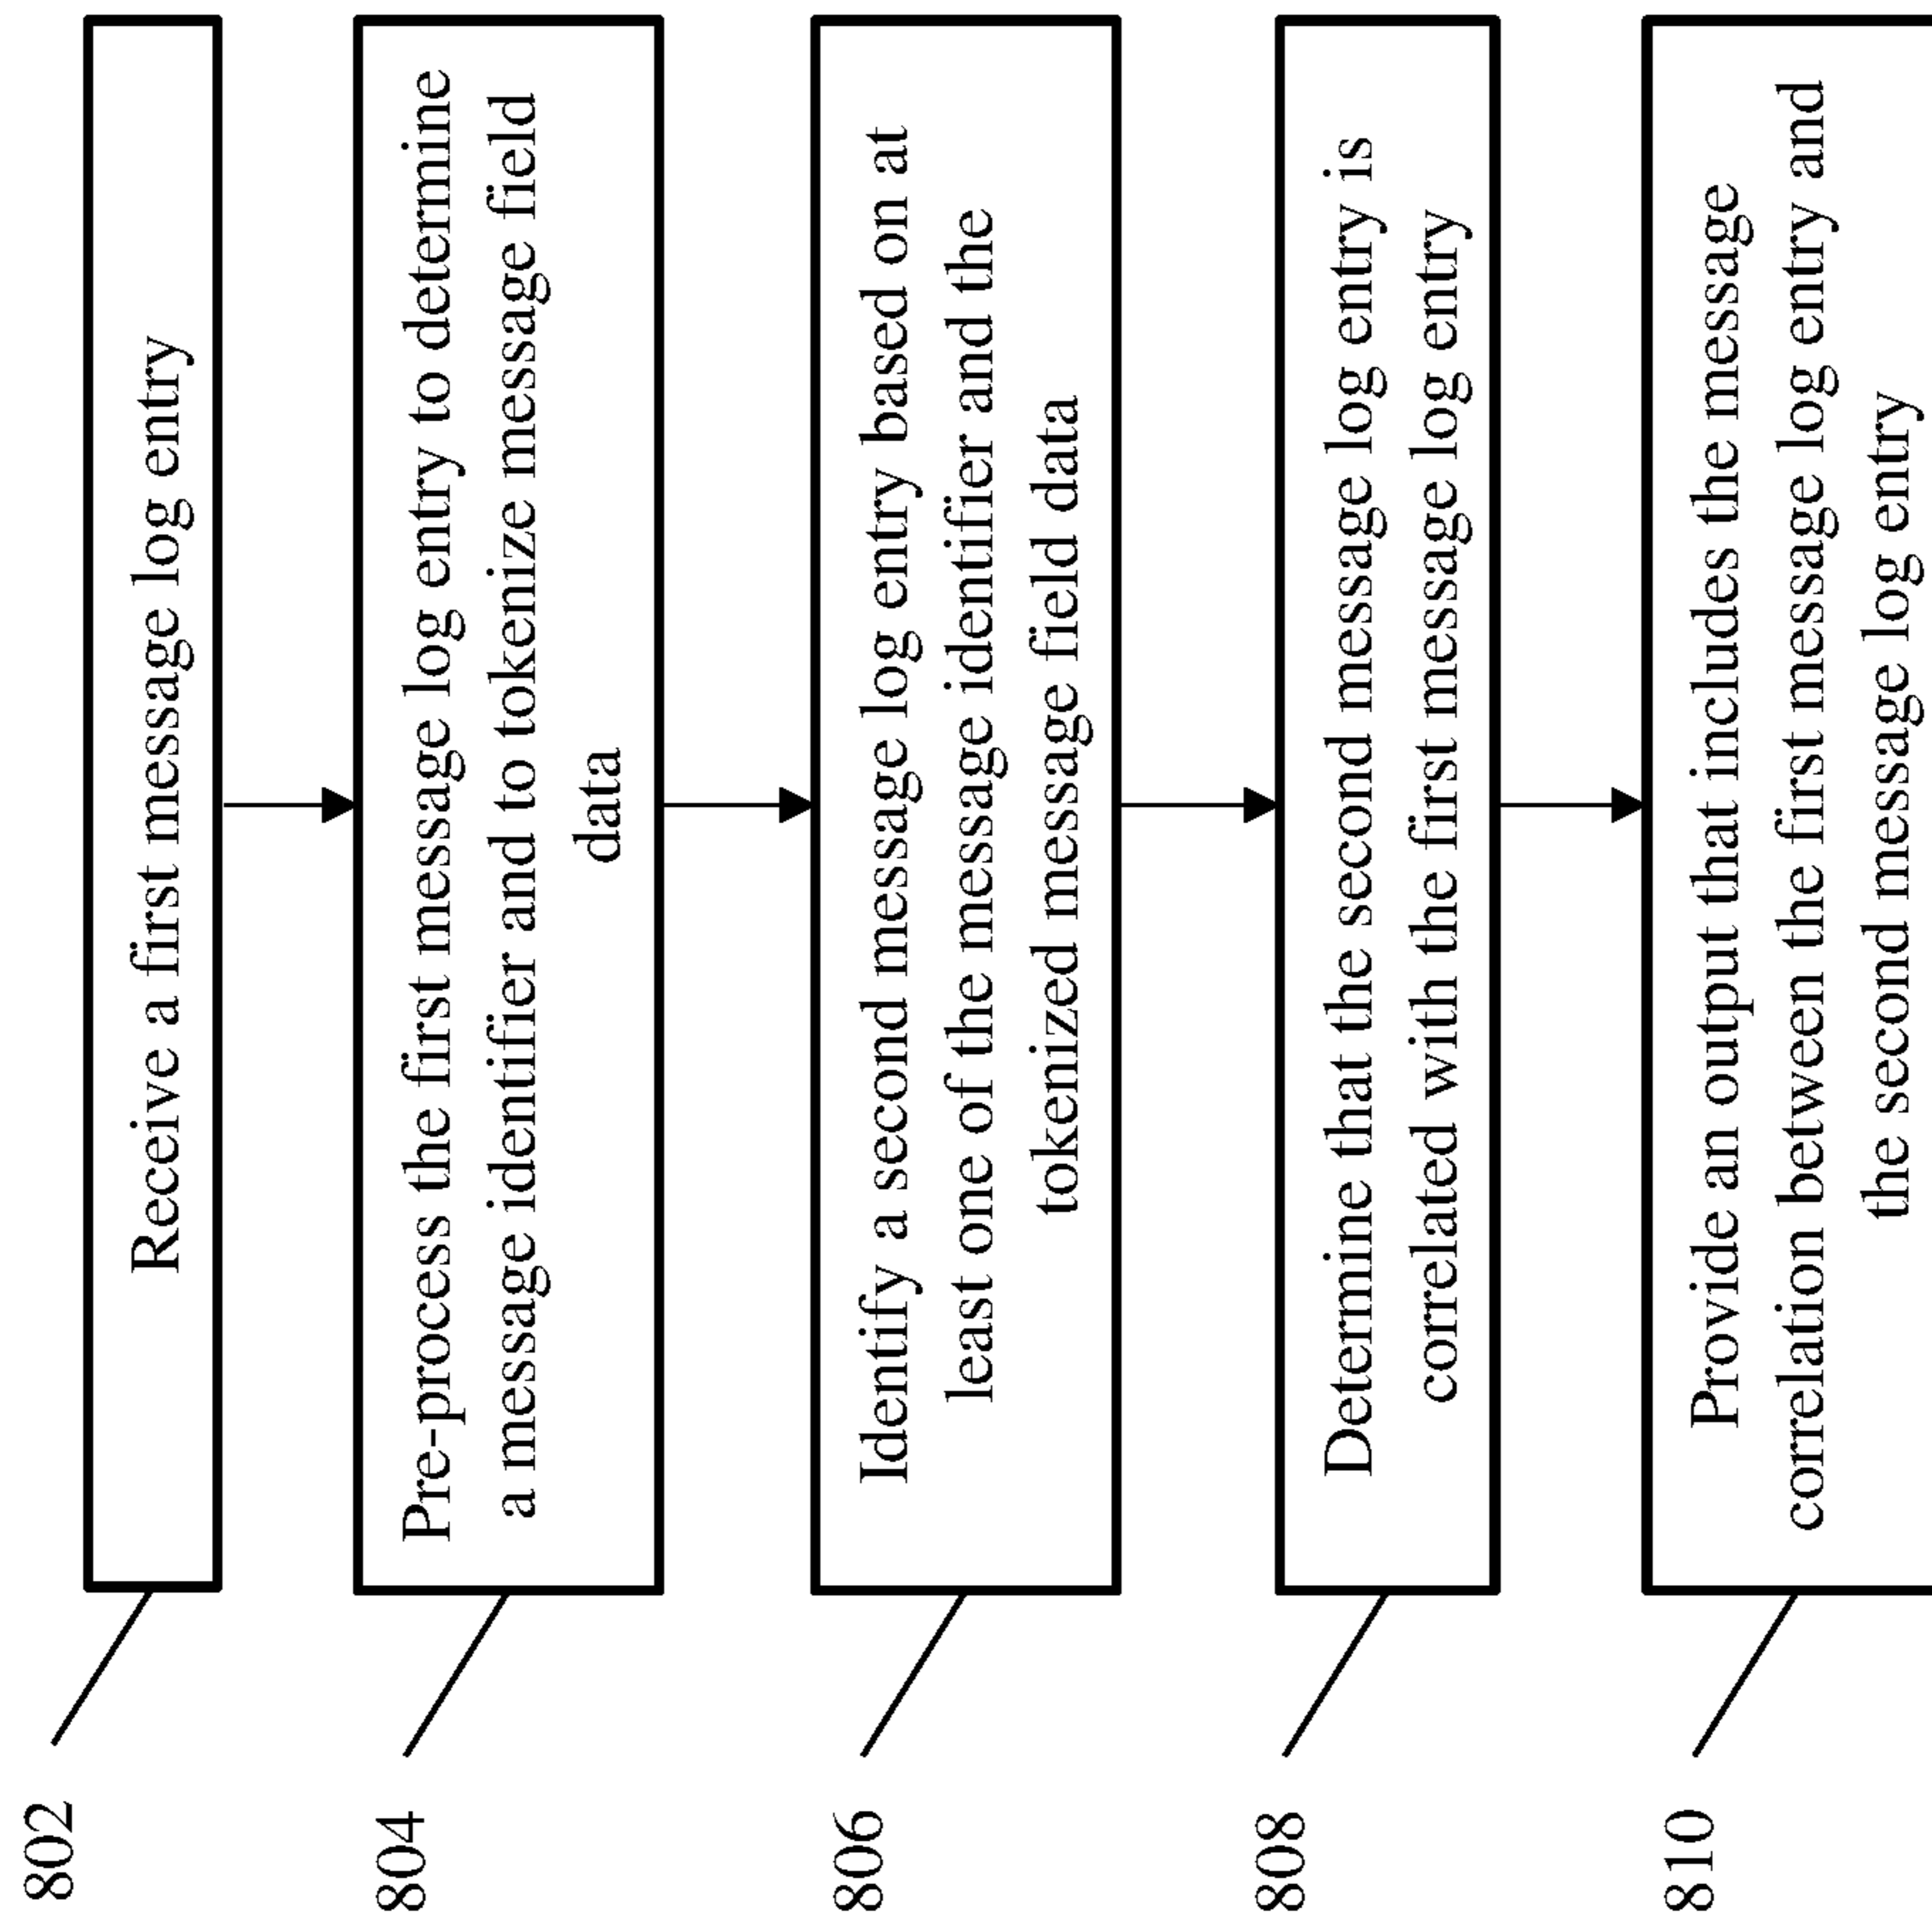 802
Receive a first message log entry
804
Pre-process the first message log entry to determine
a message identifier and to tokenize message field
data
806
Identify a second message log entry based on at
least one of the message identifier and the
tokenized message field data
808
Determine that the second message log entry is
correlated with the first message log entry
810
Provide an output that includes the message
correlation between the first message log entry and
the second message log entry